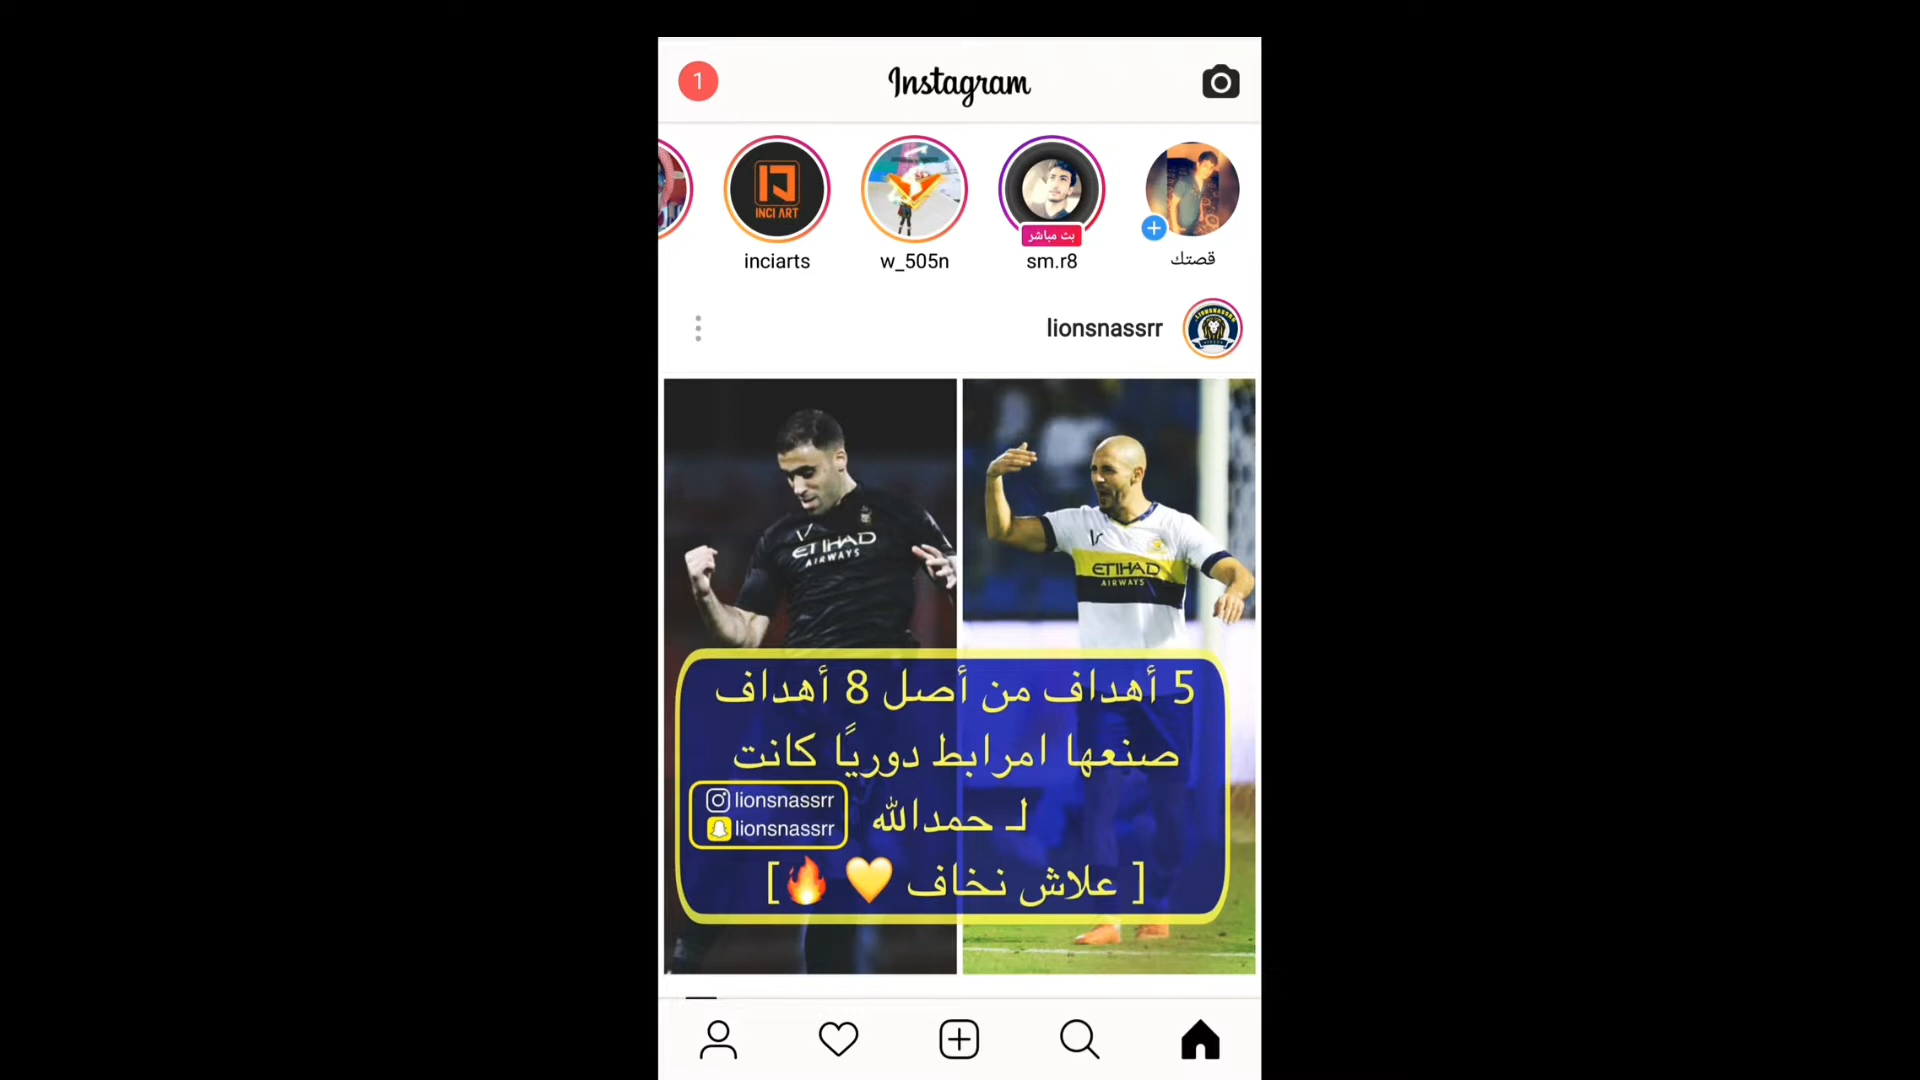 1
Instagram
قصتك
بث مباشر
sm.r8
w_505n
INCI ART
inciarts
lionsnassrr
ETIHAD
AIRWAYS
ETIHAD
AIRWAYS
5 أهداف من أصل 8 أهداف
صنعها امرابط دوريًا كانت
لـ حمدالله
lionsnassrr
lionsnassrr
[ علاش نخاف 💛 🔥 ]